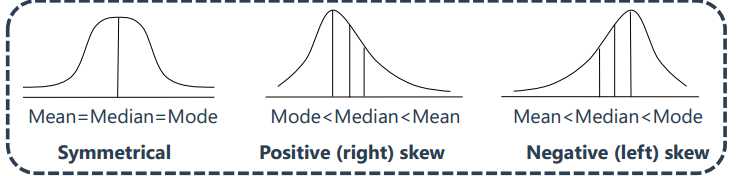 Mean=Median=Mode
Mode<Median<Mean
Mean<Median<Mode
Symmetrical
Positive (right) skew
Negative (left) skew